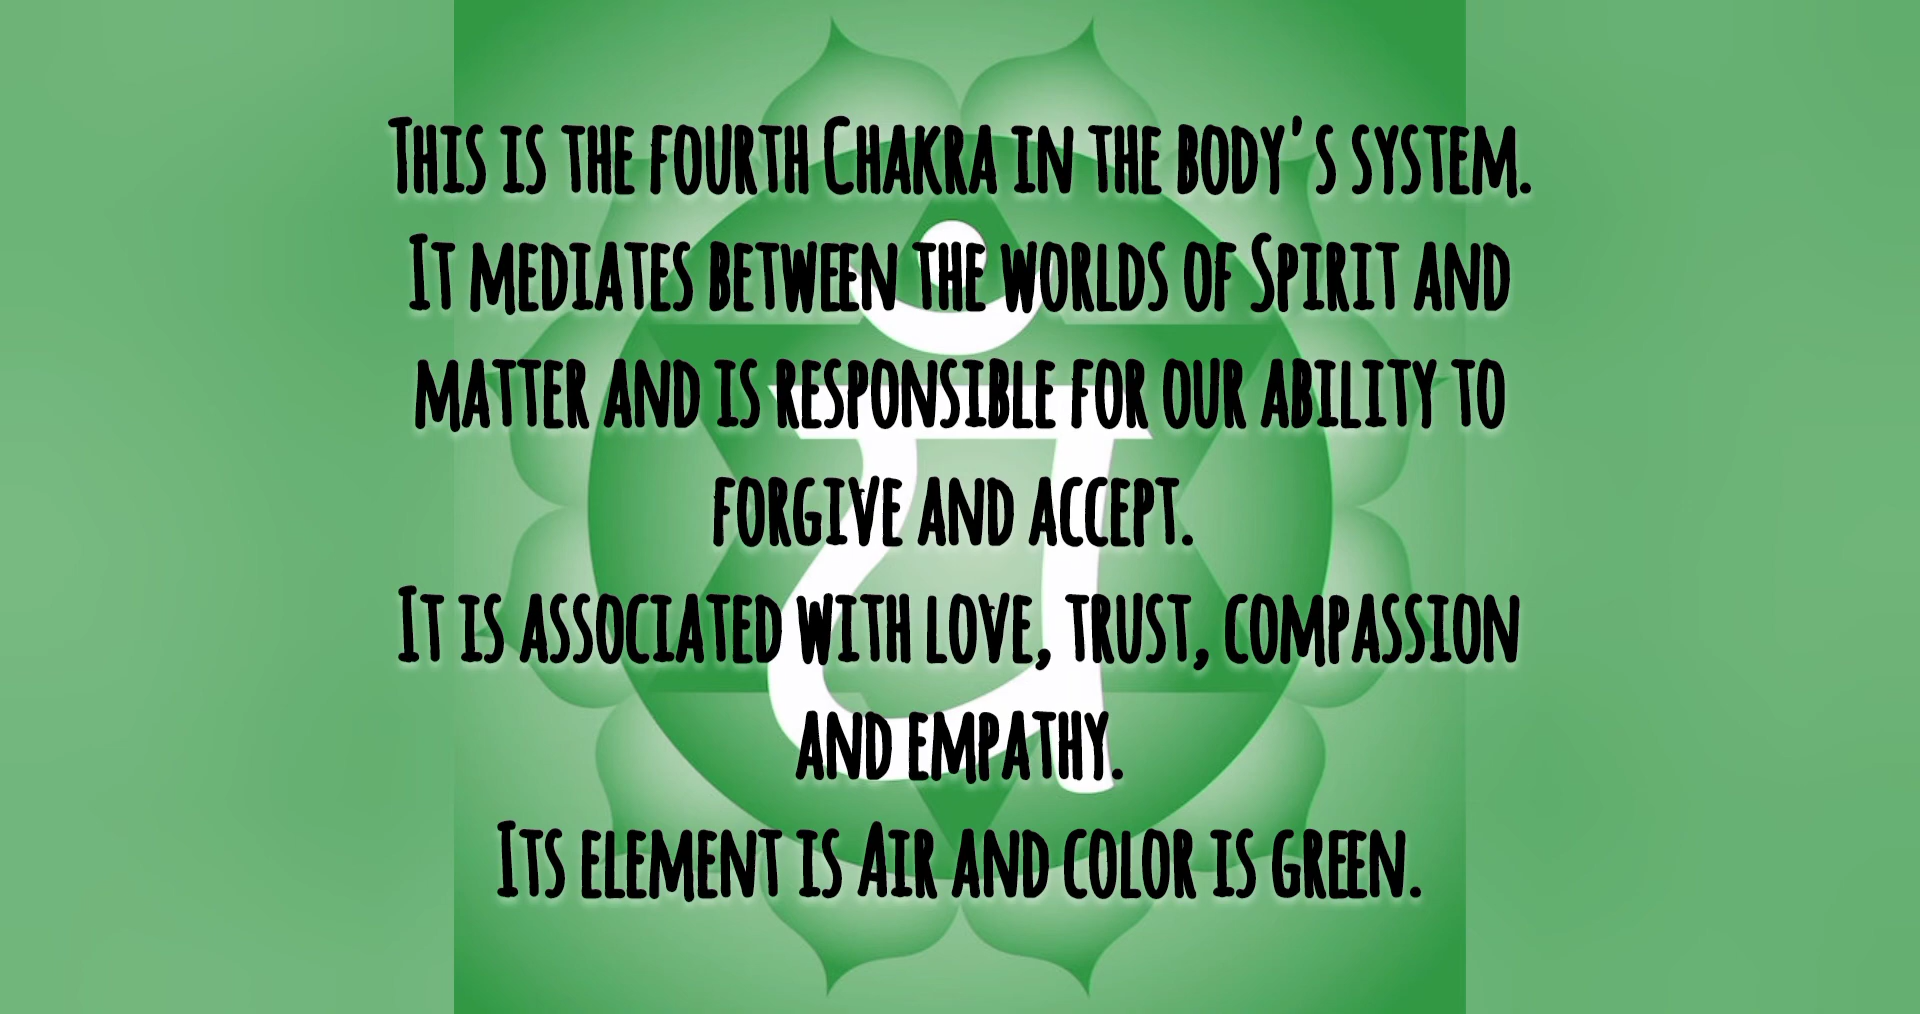 This is the fourth Chakra in the body's system.
It mediates between the worlds of Spirit and
matter and is responsible for our ability to
forgive and accept.
It is associated with love, trust, compassion
and empathy.
Its element is Air and color is green.
यं